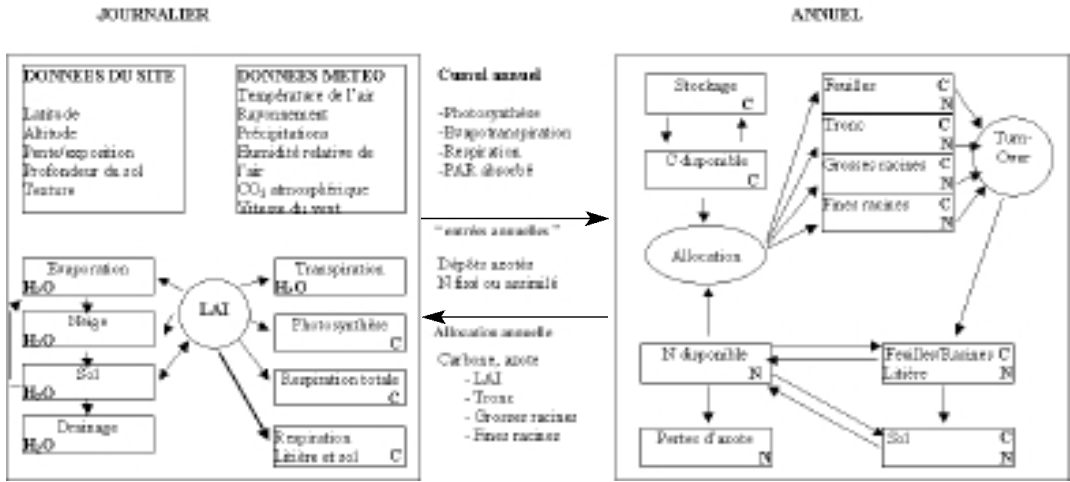 JOURNALIER
ANNUEL
DONNEES DU SITE
Latitude
Altitude
Pente/exposition
Profondeur du sol
Texture
DONNEES METEO
Température de l'air
Rayonnement
Précipitations
Humidité relative de
l'air
CO₂ atmosphérique
Vitesse du vent
Evaporation
H₂O
Neige
H₂O
Sol
H₂O
Drainage
H₂O
LAI
Transpiration
H₂O
Photosynthèse
C
Respiration totale
C
Respiration
Litière et sol C
Cumul annuel
-Photosynthèse
-Evapotranspiration
-Respiration
-PAR absorbé
" entrées annuelles "
Dépôts azotés
N fixé ou assimilé
Allocation annuelle
Carbone, azote
- LAI
- Tronc
- Grosses racines
- Fines racines
Stockage
C
C disponible
C
Allocation
Feuilles C
N
Tronc C
N
Grosses racines C
N
Fines racines C
N
Turn-
Over
N disponible
N
Feuilles/Racines C
Litière N
Pertes d'azote
N
Sol C
N